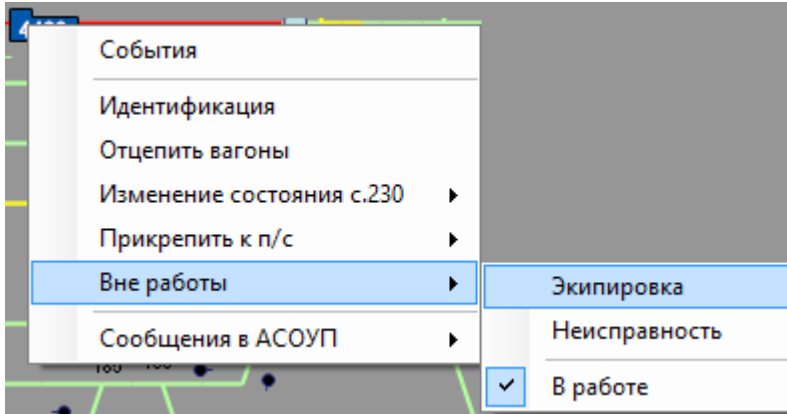 События
Идентификация
Отцепить вагоны
Изменение состояния с.230
Прикрепить к п/с
Вне работы
Экипировка
Неисправность
Сообщения в АСОУП
В работе